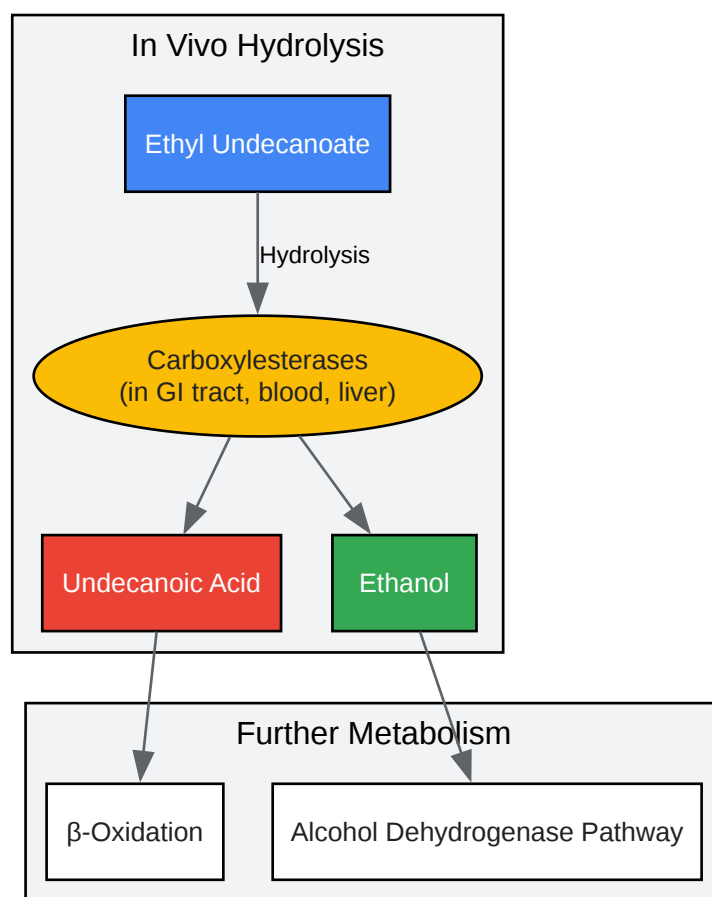 In Vivo Hydrolysis
Ethyl Undecanoate
Hydrolysis
Carboxylesterases
(in GI tract, blood, liver)
Undecanoic Acid
Ethanol
Further Metabolism
β-Oxidation
Alcohol Dehydrogenase Pathway